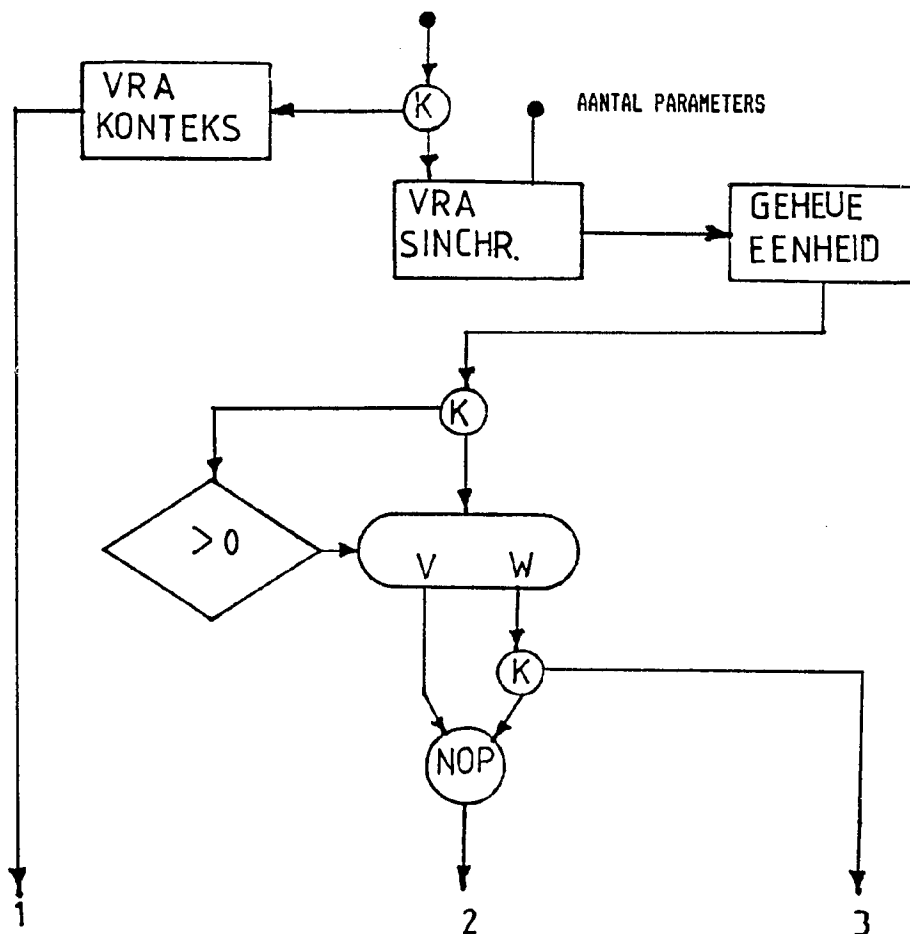 VRA
KONTEKS
K
AANTAL PARAMETERS
VRA
SINCHR.
GEHEUE
EENHEID
K
>0
V W
K
NOP
1 2 3